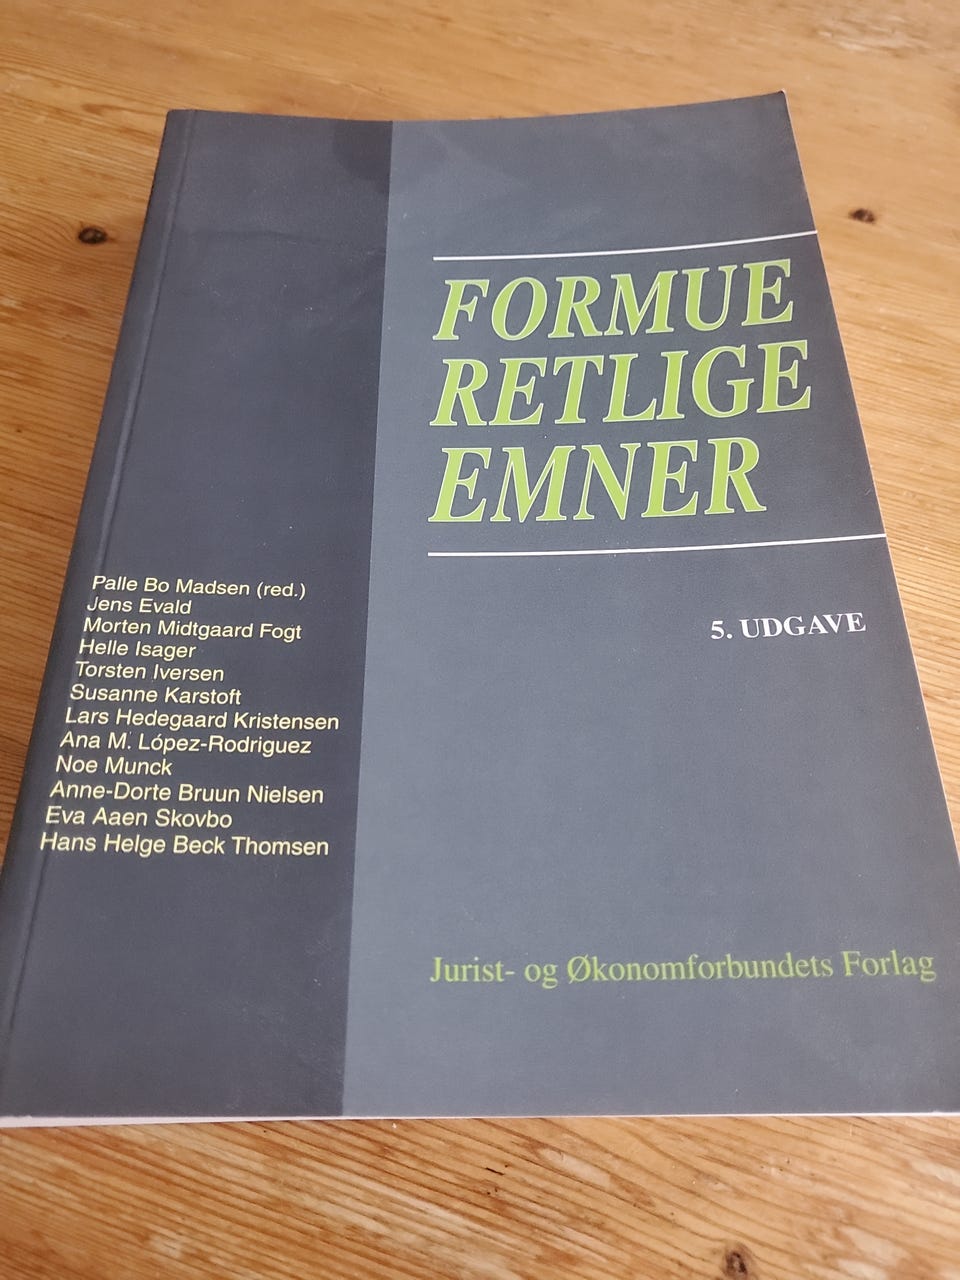 FORMUE
RETLIGE
EMNER
5. UDGAVE
Palle Bo Madsen (red.)
Jens Evald
Morten Midtgaard Fogt
Helle Isager
Torsten Iversen
Susanne Karstoft
Lars Hedegaard Kristensen
Ana M. López-Rodriguez
Noe Munck
Anne-Dorte Bruun Nielsen
Eva Aaen Skovbo
Hans Helge Beck Thomsen
Jurist- og Økonomforbundets Forlag